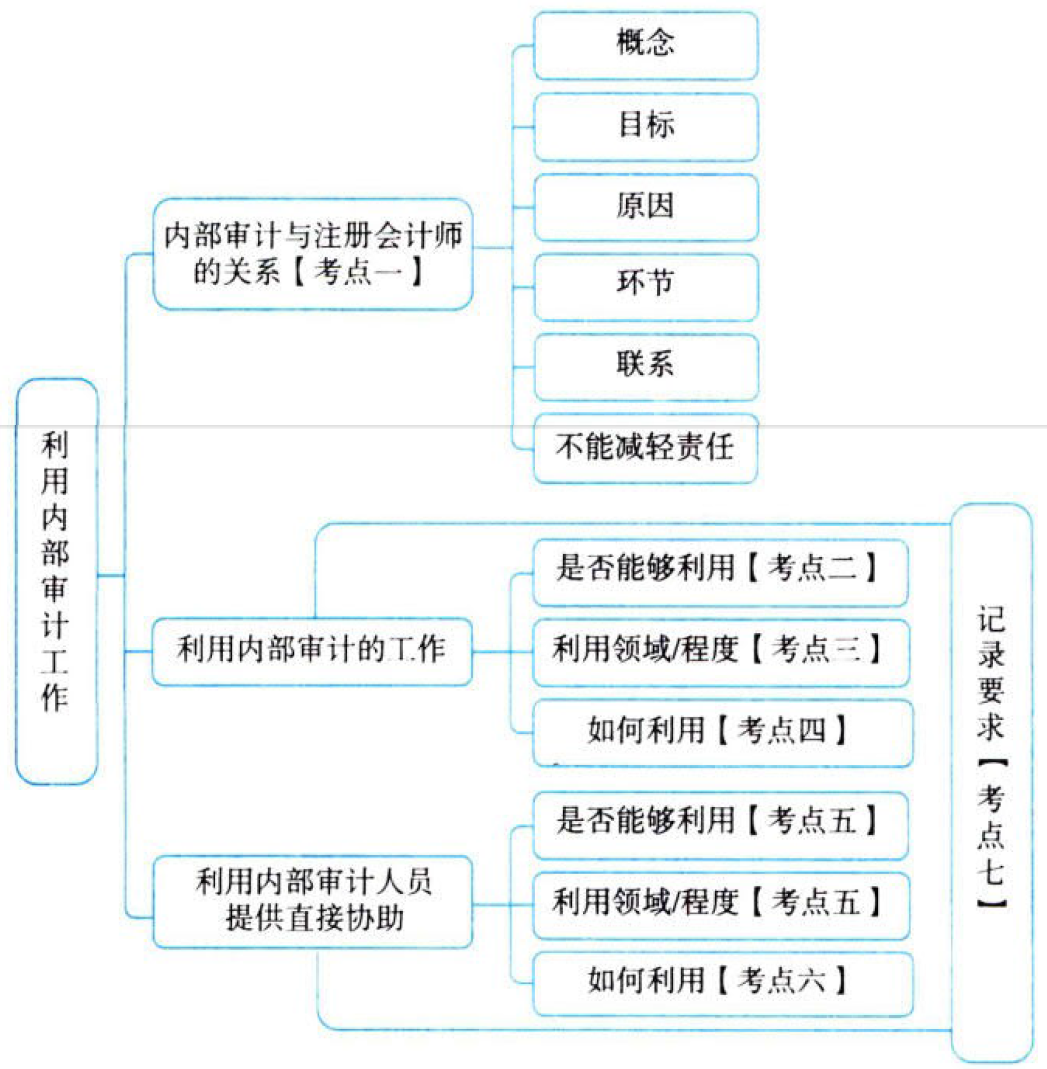 利用内部审计工作
内部审计与注册会计师
的关系【考点一】
概念
目标
原因
环节
联系
不能减轻责任
利用内部审计的工作
是否能够利用【考点二】
利用领域/程度【考点三】
如何利用【考点四】
利用内部审计人员
提供直接协助
是否能够利用【考点五】
利用领域/程度【考点五】
如何利用【考点六】
记录要求【考点七】